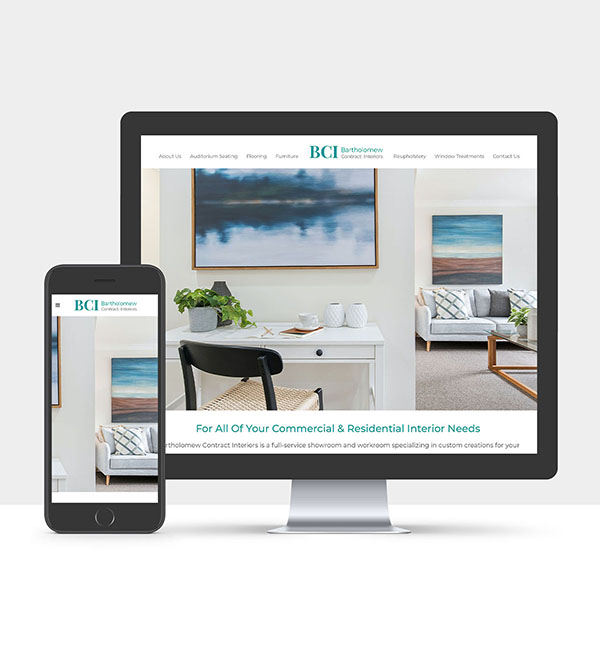 About Us Auditorium Seating Flooring Furniture BCI Bartholomew Contract Interiors Reupholstery Window Treatments Contact Us
For All Of Your Commercial & Residential Interior Needs
artholomew Contract Interiors is a full-service showroom and workroom specializing in custom creations for your
BCI Bartholomew
Contract Interiors